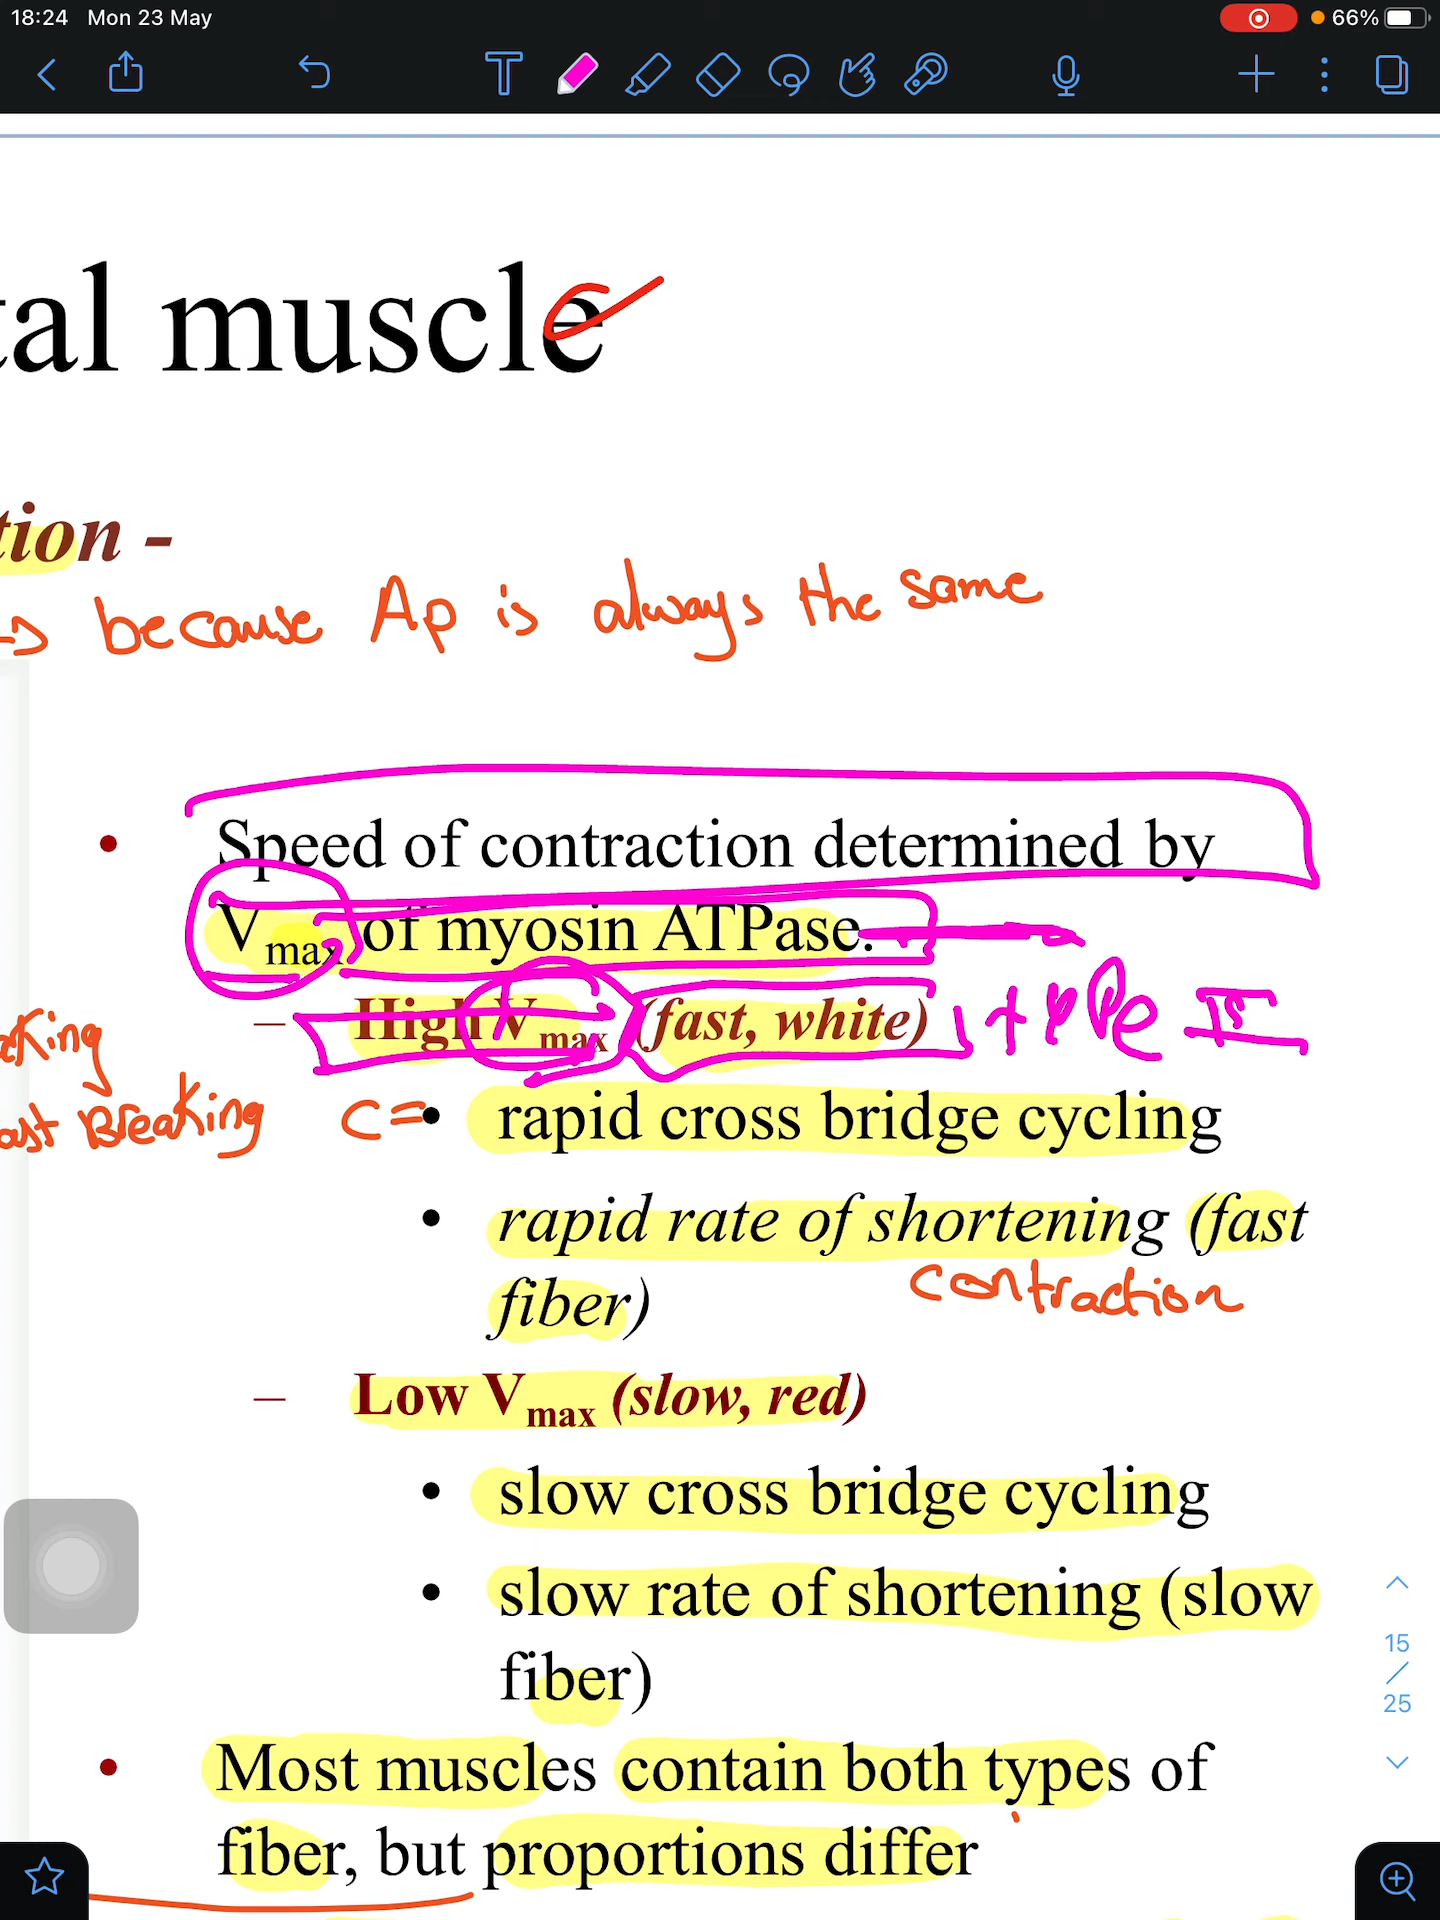 18:24 Mon 23 May
66%
tal muscle
tion -
→ because Ap is always the same
• Speed of contraction determined by
Vmax of myosin ATPase.
– High Vmax (fast, white) type II
Breaking C= • rapid cross bridge cycling
• rapid rate of shortening (fast
fiber) contraction
– Low Vmax (slow, red)
• slow cross bridge cycling
• slow rate of shortening (slow
fiber)
15
/
25
• Most muscles contain both types of
fiber, but proportions differ